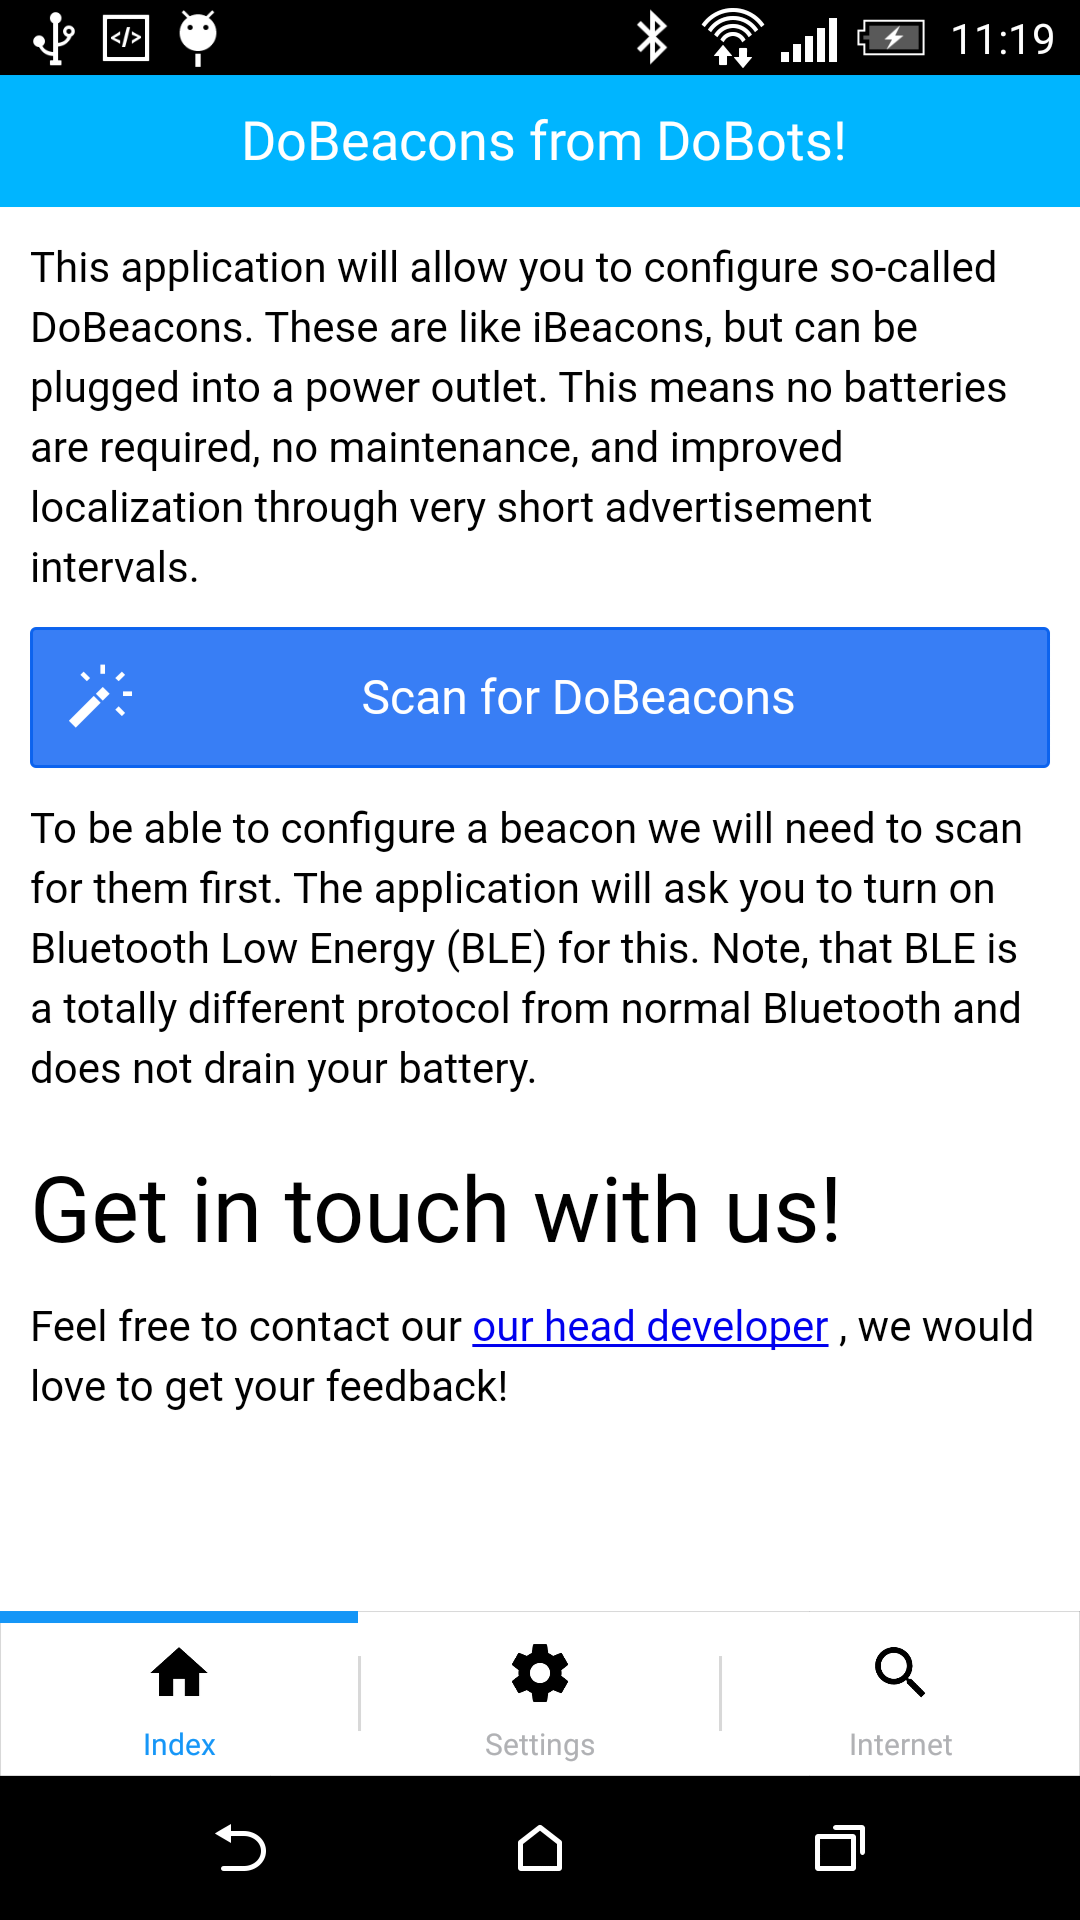 11:19
DoBeacons from DoBots!
This application will allow you to configure so-called
DoBeacons. These are like iBeacons, but can be
plugged into a power outlet. This means no batteries
are required, no maintenance, and improved
localization through very short advertisement
intervals.
Scan for DoBeacons
To be able to configure a beacon we will need to scan
for them first. The application will ask you to turn on
Bluetooth Low Energy (BLE) for this. Note, that BLE is
a totally different protocol from normal Bluetooth and
does not drain your battery.
Get in touch with us!
Feel free to contact our our head developer , we would
love to get your feedback!
Index Settings Internet